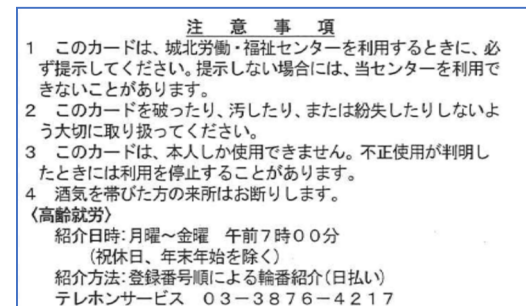 注　意　事　項
1　このカードは、城北労働・福祉センターを利用するときに、必
ず提示してください。提示しない場合には、当センターを利用で
きないことがあります。
2　このカードを破ったり、汚したり、または紛失したりしないよ
う大切に取り扱ってください。
3　このカードは、本人しか使用できません。不正使用が判明し
たときには利用を停止することがあります。
4　酒気を帯びた方の来所はお断りします。
〈高齢就労〉
紹介日時:月曜～金曜　午前7時00分
(祝休日、年末年始を除く)
紹介方法:登録番号順による輪番紹介(日払い)
テレホンサービス　03－3876－4217